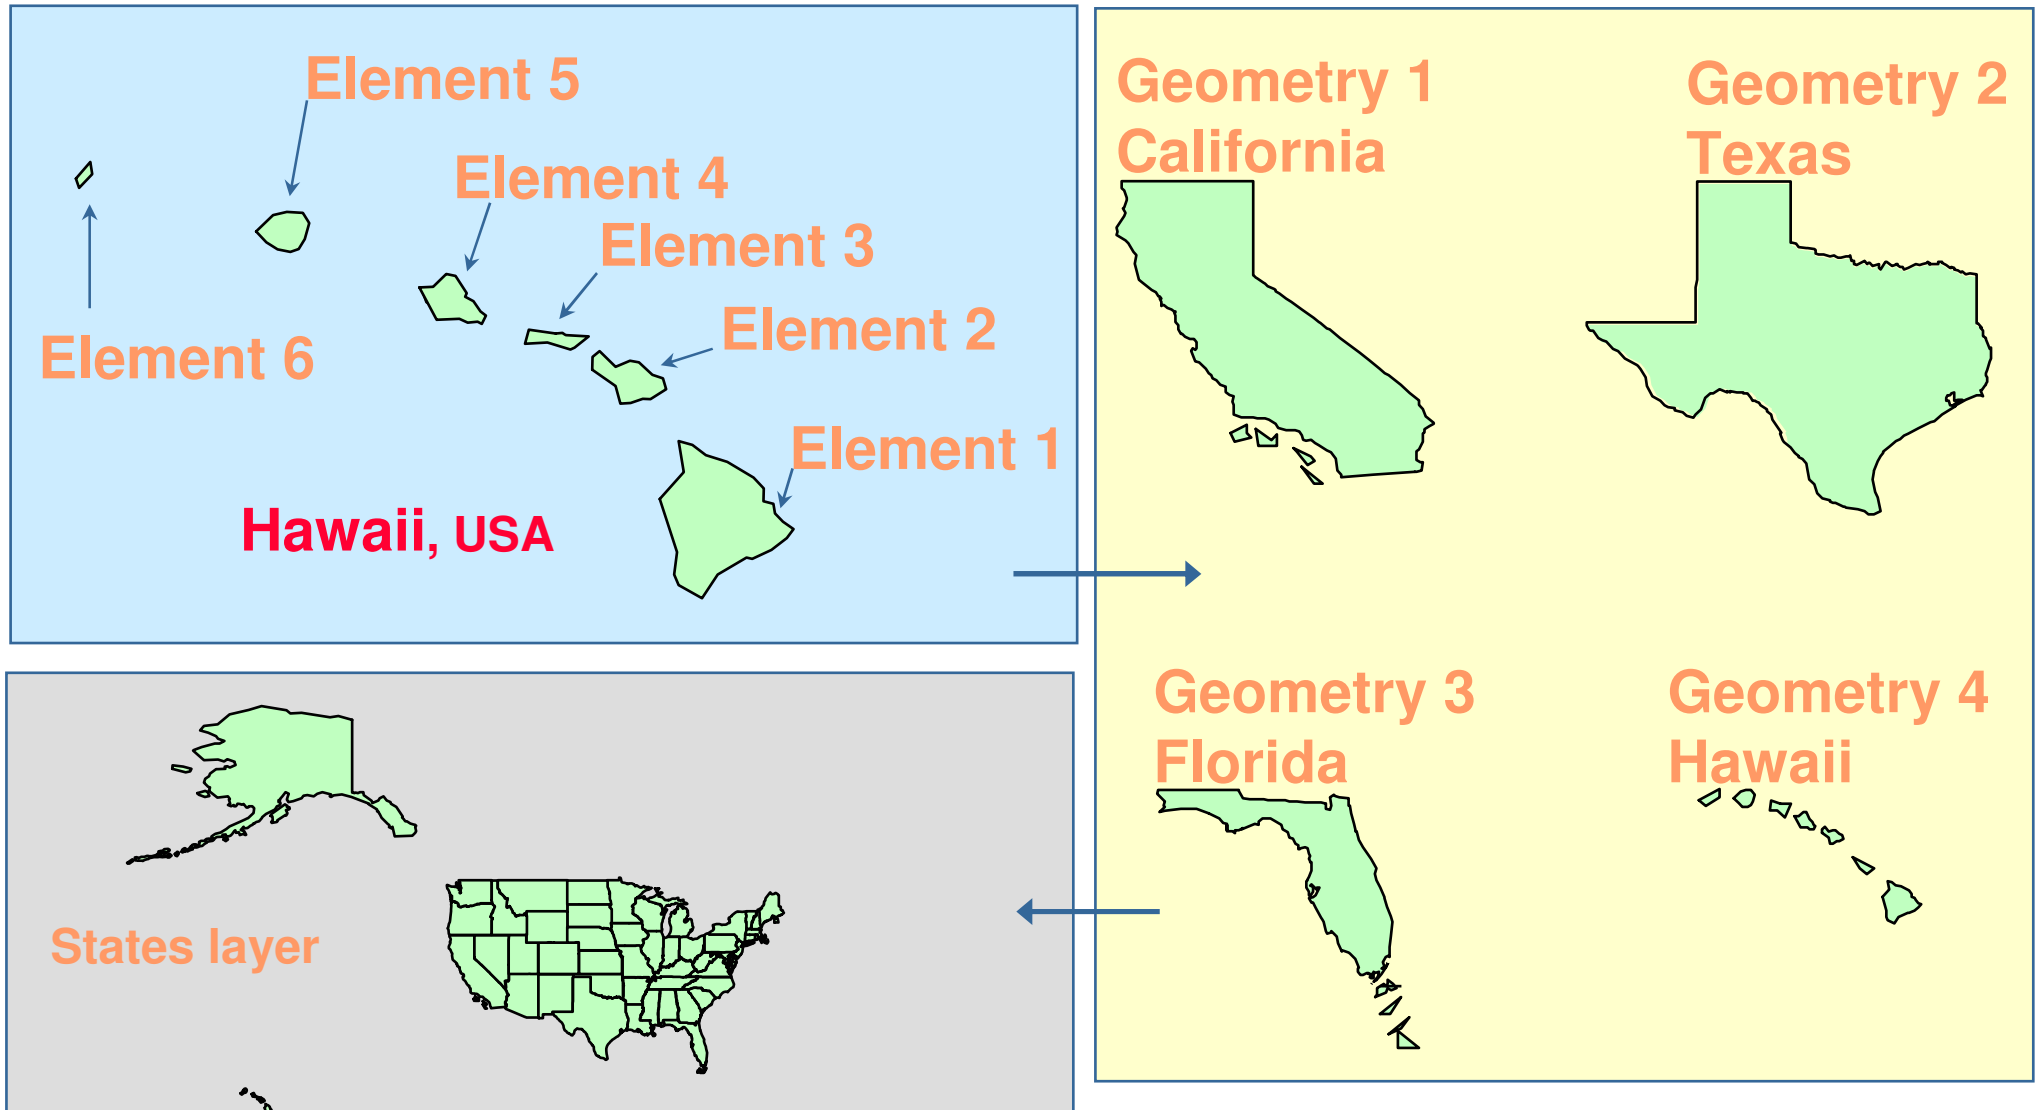 Element 5
Element 4
Element 3
Element 2
Element 6
Element 1
Hawaii, USA
Geometry 1
California
Geometry 2
Texas
Geometry 3
Florida
Geometry 4
Hawaii
States layer